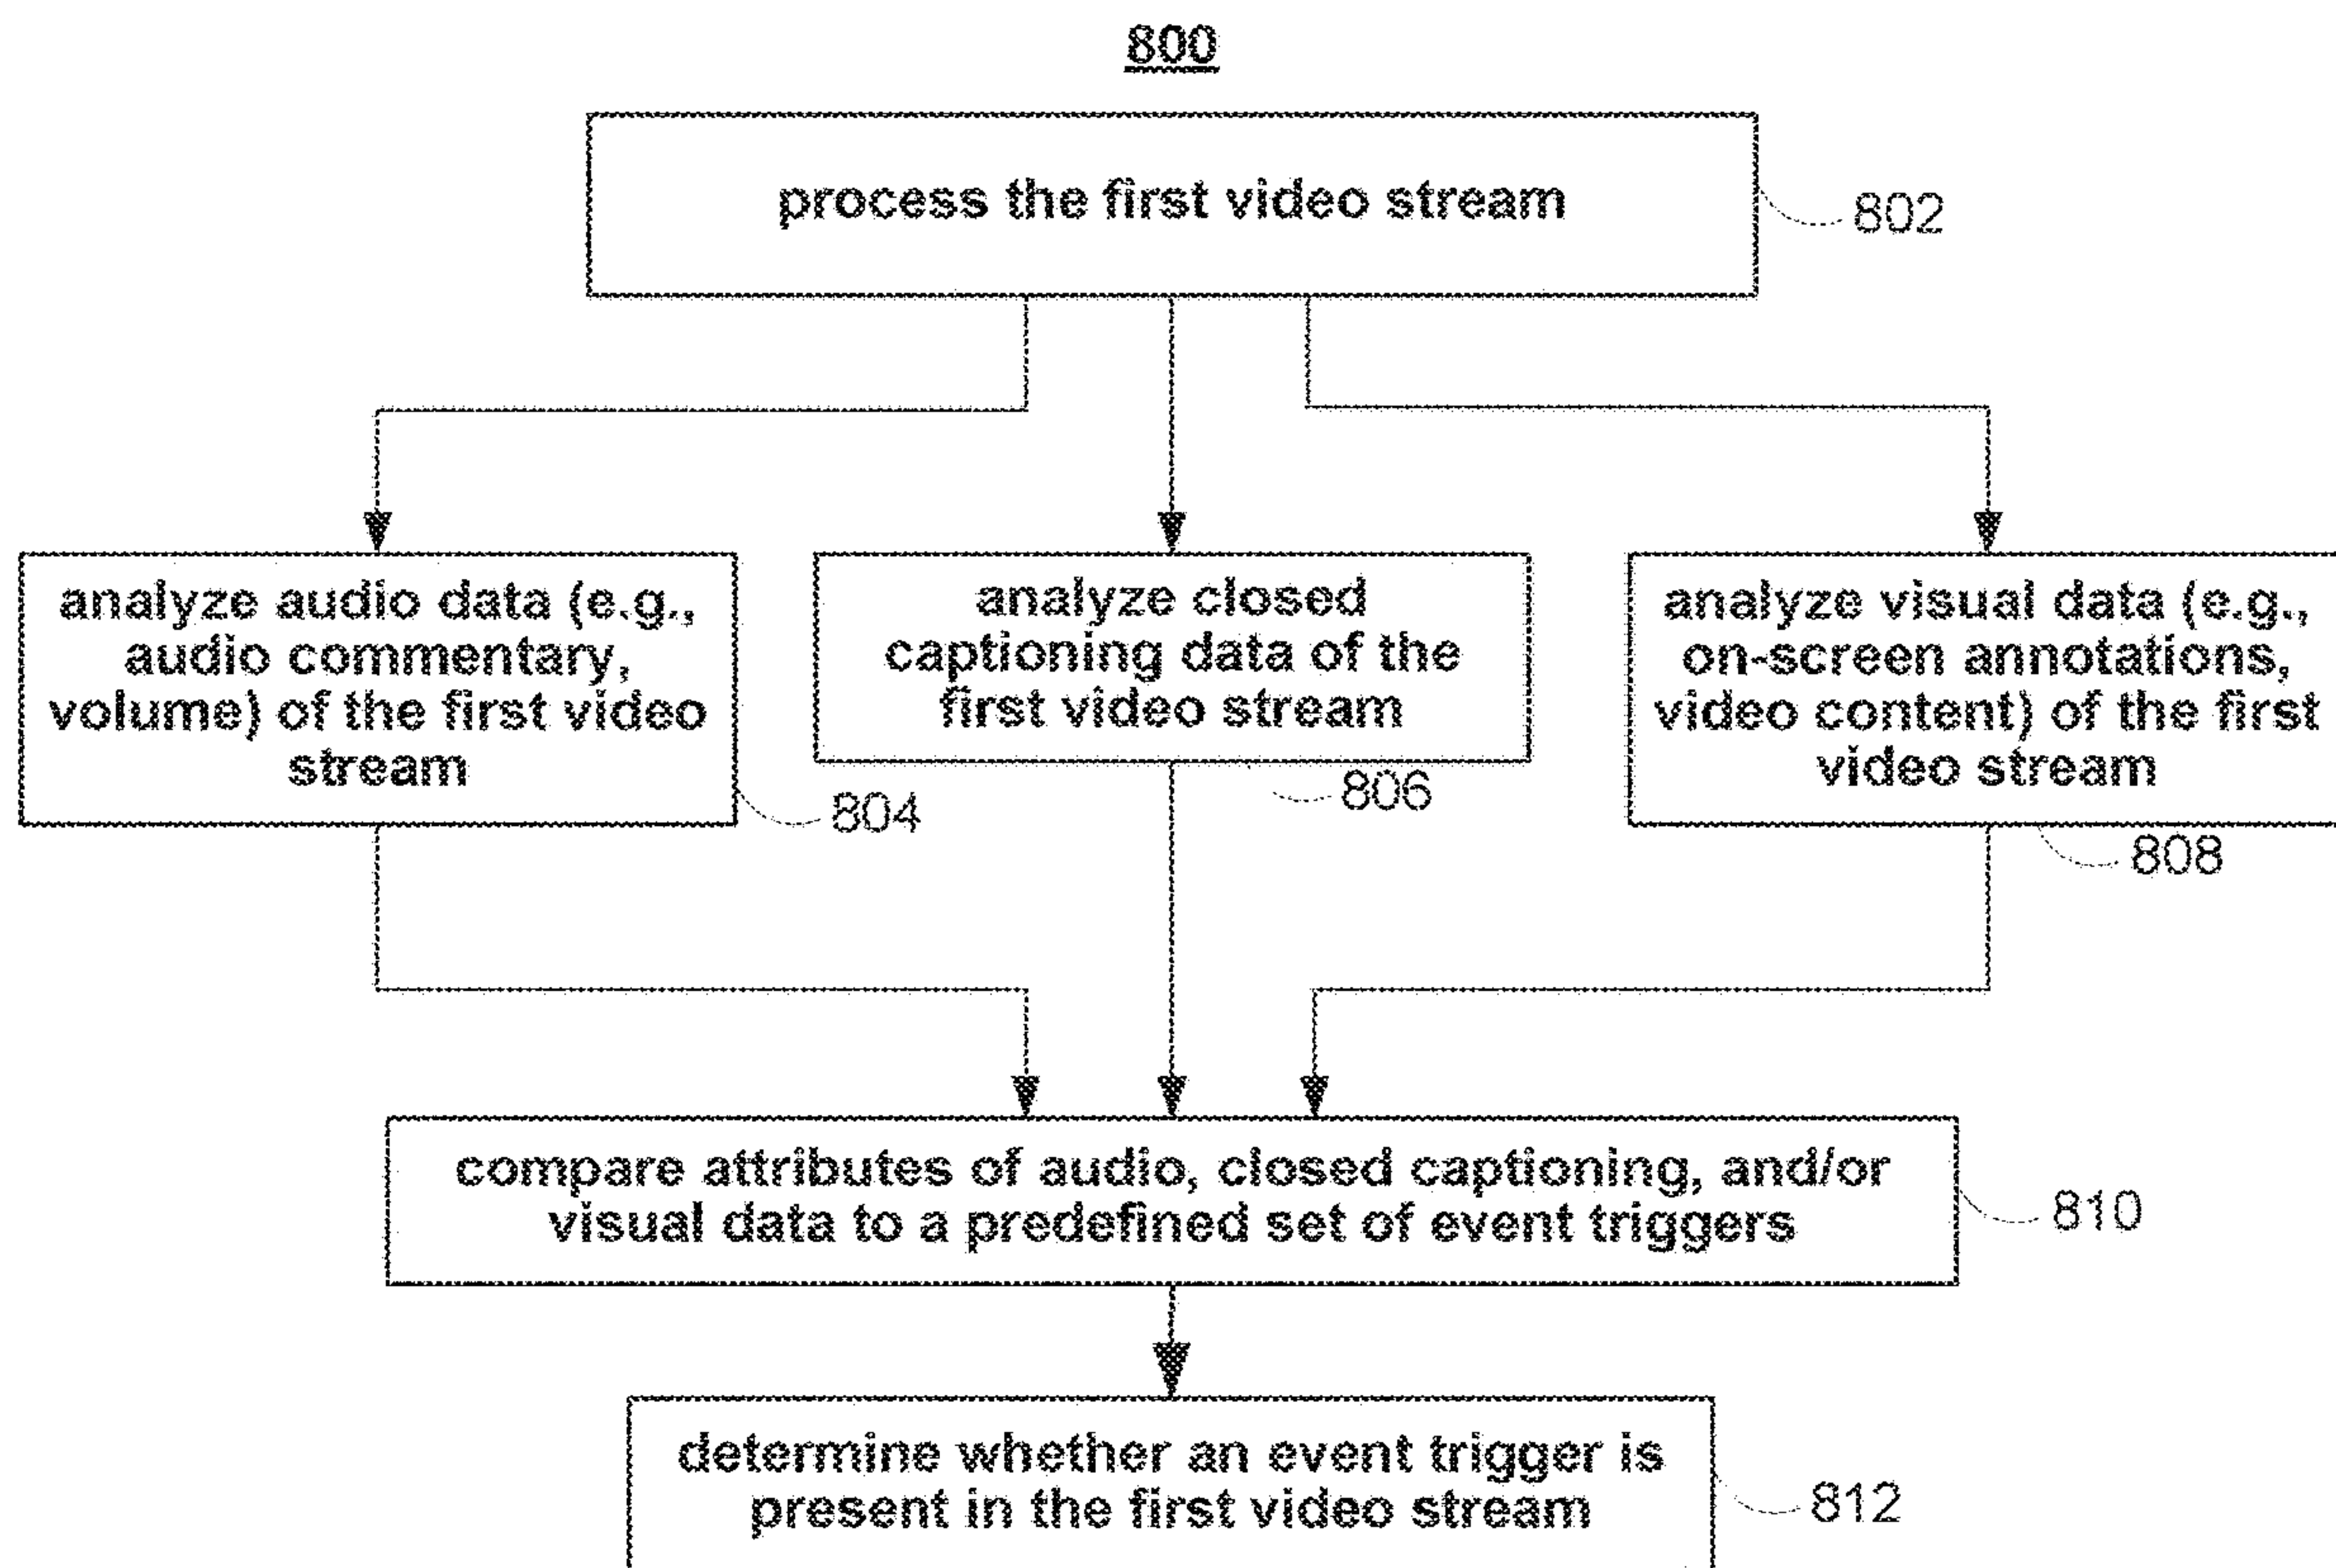 800
process the first video stream
802
analyze audio data (e.g.,
audio commentary,
volume) of the first video
stream
804
analyze closed
captioning data of the
first video stream
806
analyze visual data (e.g.,
on-screen annotations,
video content) of the first
video stream
808
compare attributes of audio, closed captioning, and/or
visual data to a predefined set of event triggers
810
determine whether an event trigger is
present in the first video stream
812